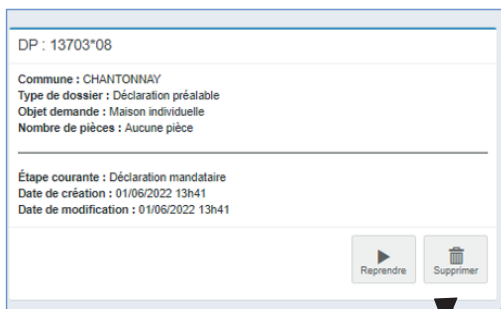 DP : 13703*08
Commune : CHANTONNAY
Type de dossier : Déclaration préalable
Objet demande : Maison individuelle
Nombre de pièces : Aucune pièce
Étape courante : Déclaration mandataire
Date de création : 01/06/2022 13h41
Date de modification : 01/06/2022 13h41
Reprendre Supprimer